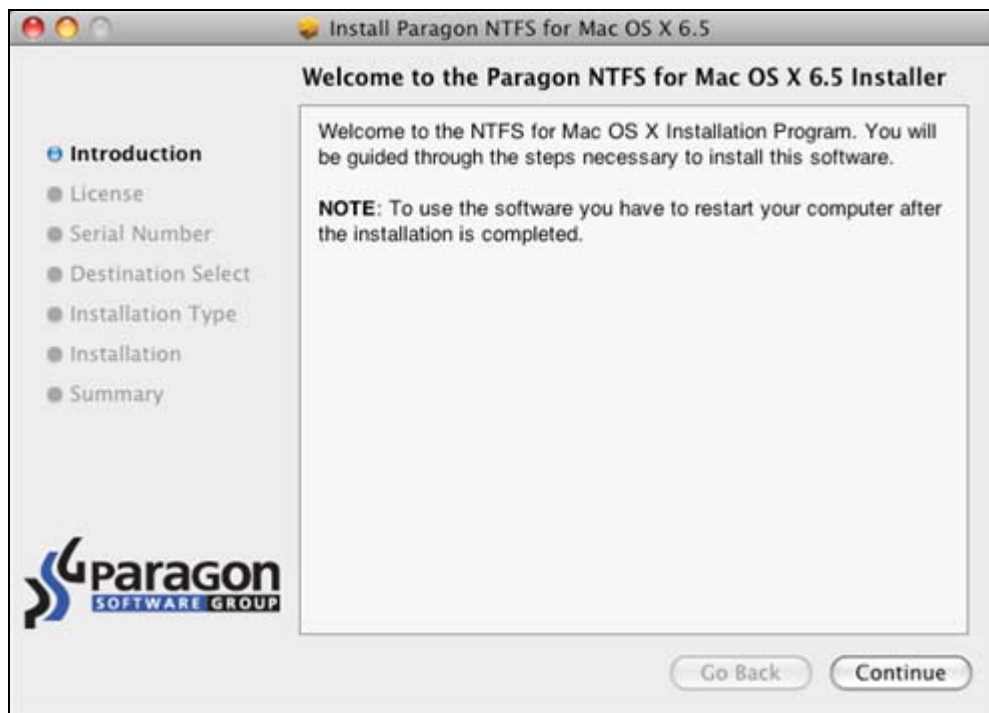 Install Paragon NTFS for Mac OS X 6.5
Welcome to the Paragon NTFS for Mac OS X 6.5 Installer
Introduction
License
Serial Number
Destination Select
Installation Type
Installation
Summary
Welcome to the NTFS for Mac OS X Installation Program. You will
be guided through the steps necessary to install this software.
NOTE: To use the software you have to restart your computer after
the installation is completed.
Paragon
SOFTWARE GROUP
Go Back
Continue